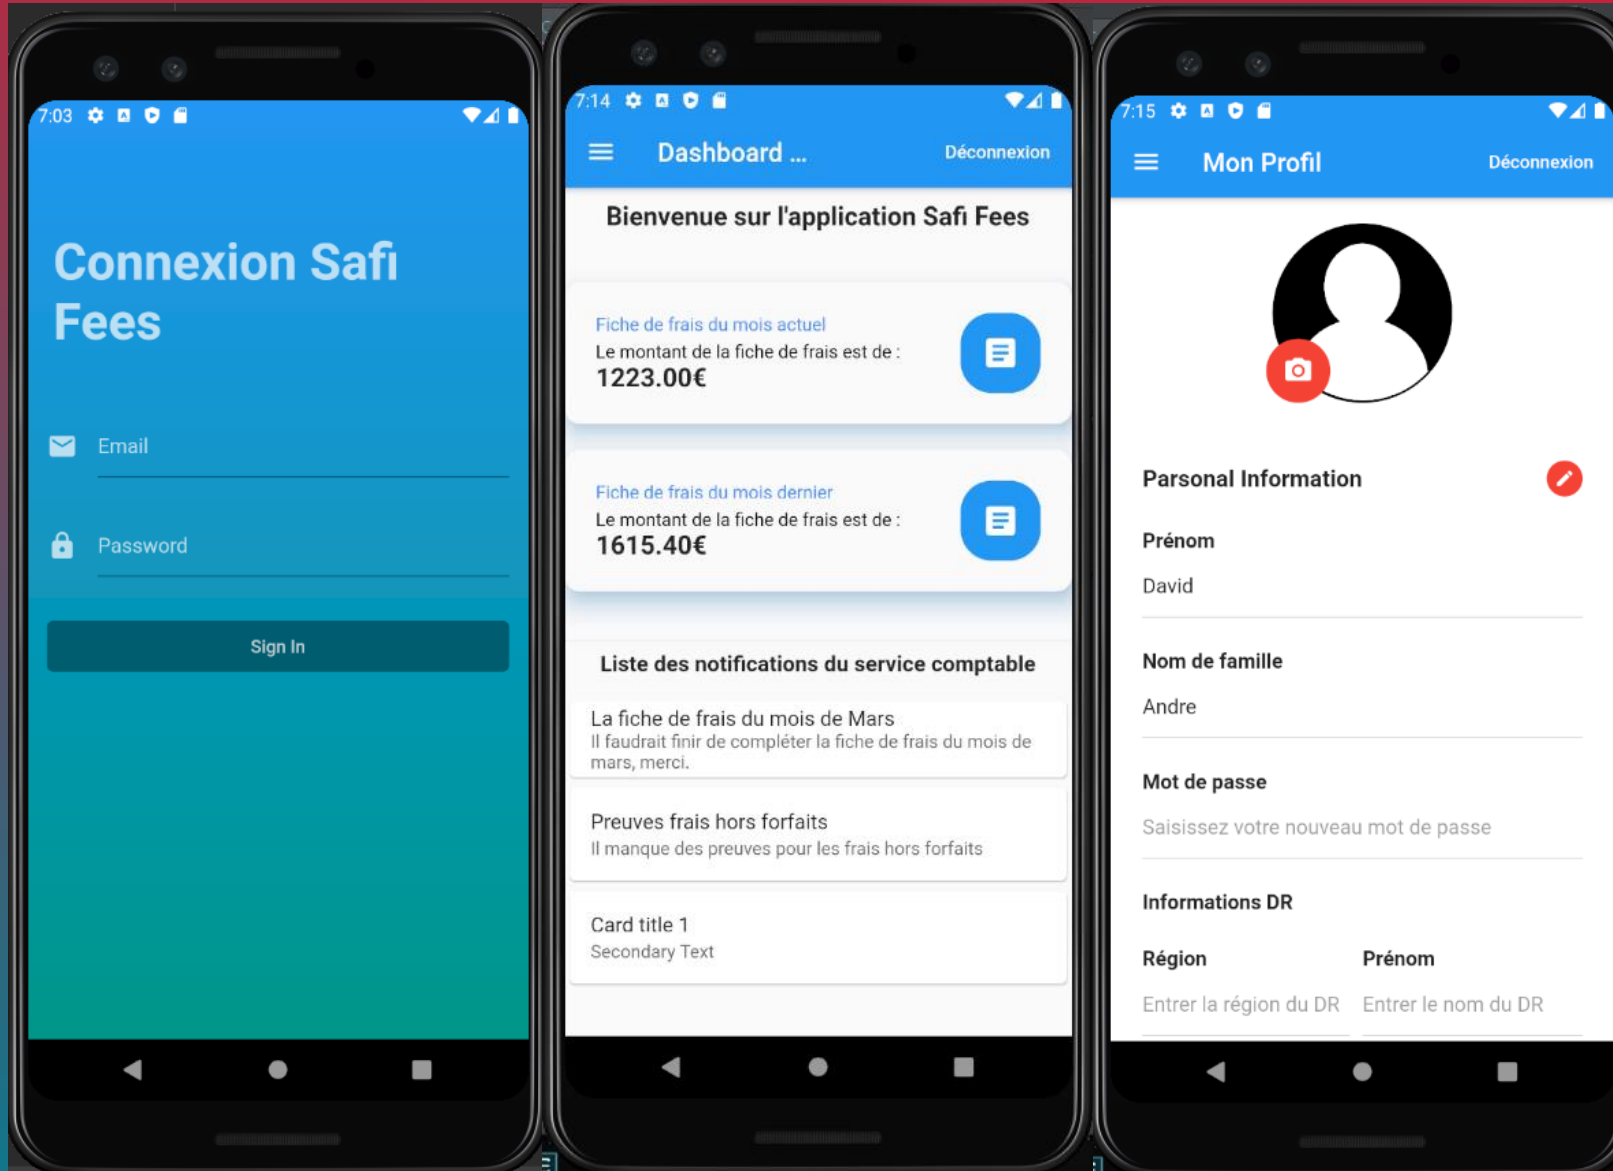 7:03
Connexion Safi
Fees
Email
Password
Sign In
7:14
Dashboard ...
Déconnexion
Bienvenue sur l'application Safi Fees
Fiche de frais du mois actuel
Le montant de la fiche de frais est de :
1223.00€
Fiche de frais du mois dernier
Le montant de la fiche de frais est de :
1615.40€
Liste des notifications du service comptable
La fiche de frais du mois de Mars
Il faudrait finir de compléter la fiche de frais du mois de
mars, merci.
Preuves frais hors forfaits
Il manque des preuves pour les frais hors forfaits
Card title 1
Secondary Text
7:15
Mon Profil
Déconnexion
Parsonal Information
Prénom
David
Nom de famille
Andre
Mot de passe
Saisissez votre nouveau mot de passe
Informations DR
Région
Prénom
Entrer la région du DR
Entrer le nom du DR